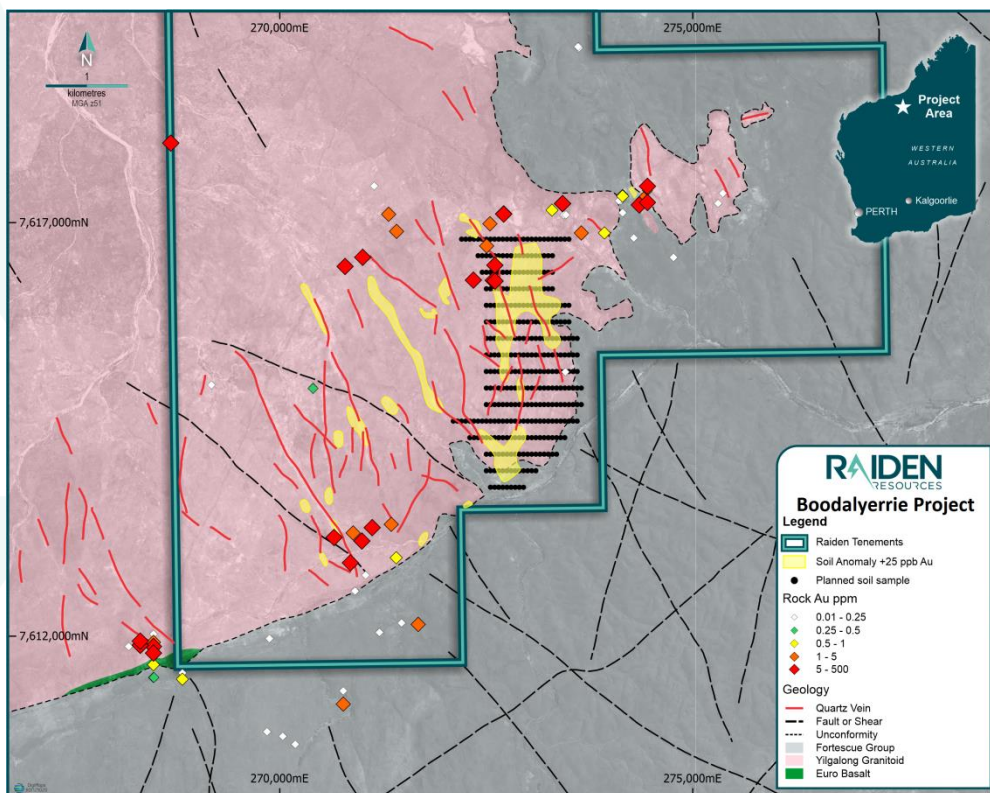 270,000mE
275,000mE
N
1
kilometres
MGA z51
Project
Area
WESTERN
AUSTRALIA
PERTH
Kalgoorlie
7,617,000mN
7,612,000mN
RAIDEN
RESOURCES
Boodalyerrie Project
Legend
Raiden Tenements
Soil Anomaly +25 ppb Au
Planned soil sample
Rock Au ppm
0.01 - 0.25
0.25 - 0.5
0.5 - 1
1 - 5
5 - 500
Geology
Quartz Vein
Fault or Shear
Unconformity
Fortescue Group
Yilgalong Granitoid
Euro Basalt
270,000mE
275,000mE